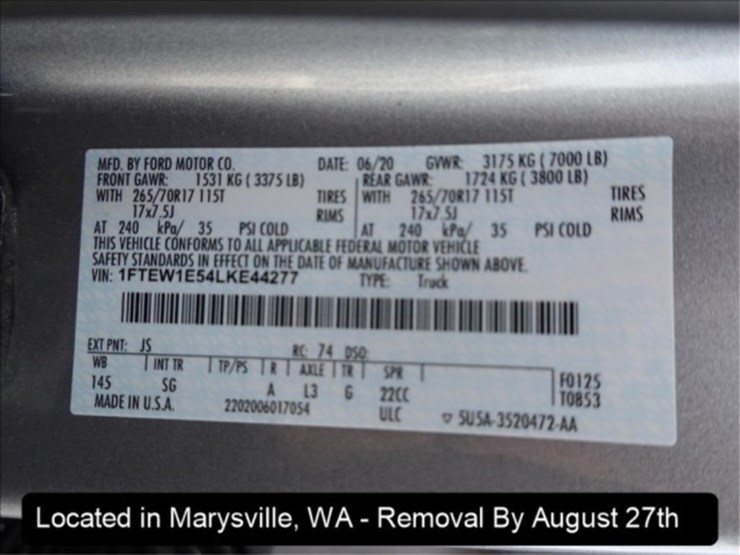 MFD. BY FORD MOTOR CO. DATE: 06/20 GVWR: 3175 KG ( 7000 LB)
FRONT GAWR: 1531 KG ( 3375 LB) REAR GAWR: 1724 KG ( 3800 LB)
WITH 265/70R17 115T TIRES WITH 265/70R17 115T TIRES
17x7.5J RIMS 17x7.5J RIMS
AT 240 kPa/ 35 PSI COLD AT 240 kPa/ 35 PSI COLD
THIS VEHICLE CONFORMS TO ALL APPLICABLE FEDERAL MOTOR VEHICLE
SAFETY STANDARDS IN EFFECT ON THE DATE OF MANUFACTURE SHOWN ABOVE.
VIN: 1FTEW1E54LKE44277 TYPE: Truck
EXT PNT: JS RC: 74 DSO:
WB INT TR TP/PS R AXLE TR SPR
145 SG A L3 G 22CC F0125
MADE IN U.S.A. 2202006017054 ULC T0853
5U5A-3520472-AA
Located in Marysville, WA - Removal By August 27th